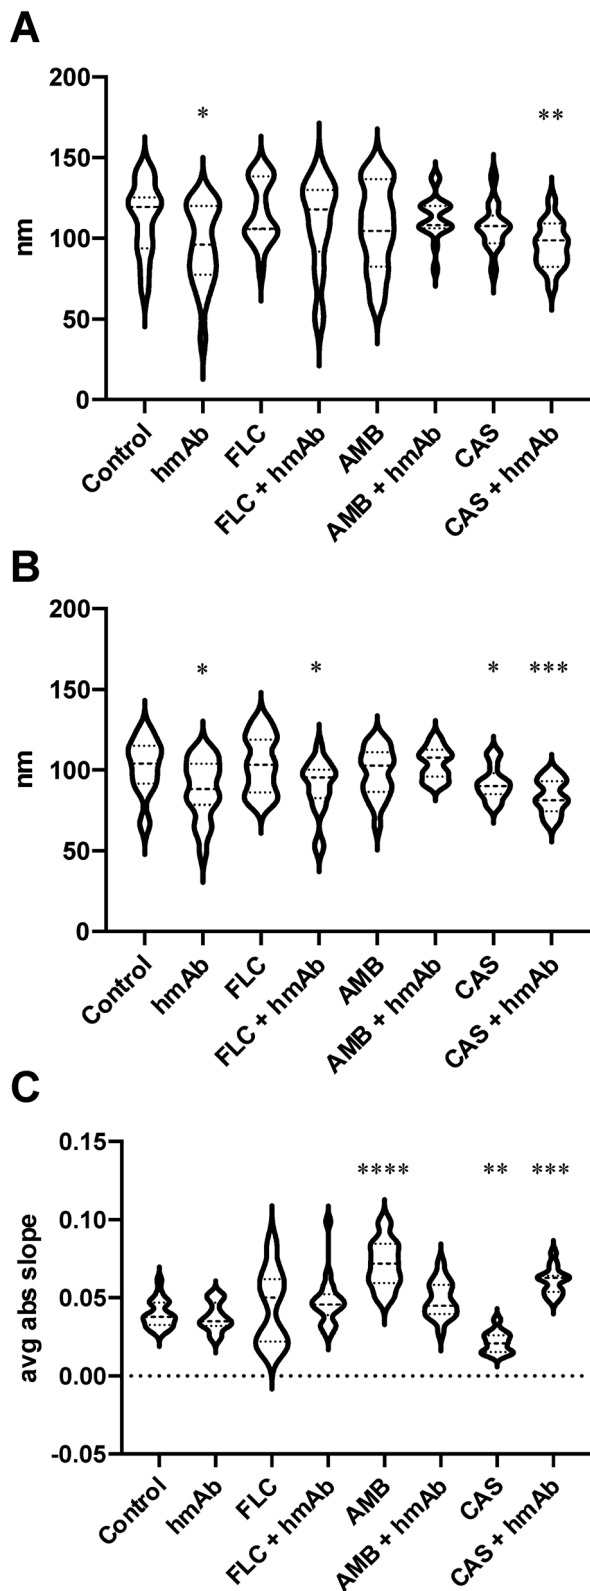 A
200
150
100
50
0
nm
* **
Control hmAb FLC FLC + hmAb AMB AMB + hmAb CAS CAS + hmAb
B
200
150
100
50
0
nm
* * * ***
Control hmAb FLC FLC + hmAb AMB AMB + hmAb CAS CAS + hmAb
C
0.15
0.10
0.05
0.00
-0.05
avg abs slope
**** ** ***
Control hmAb FLC FLC + hmAb AMB AMB + hmAb CAS CAS + hmAb